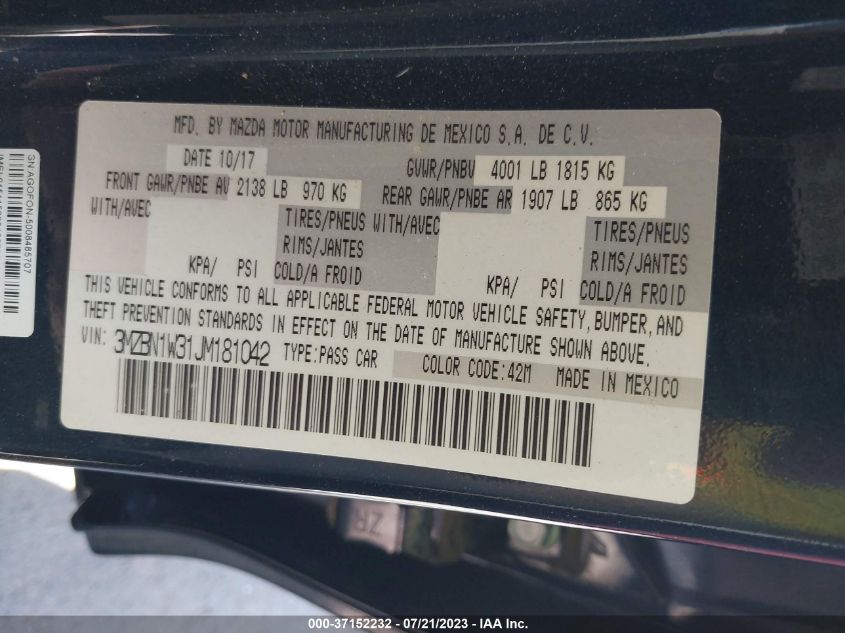 MFD. BY MAZDA MOTOR MANUFACTURING DE MEXICO S.A. DE C.V.
DATE 10/17 GVWR/PNBV 4001 LB 1815 KG
FRONT GAWR/PNBE AV 2138 LB 970 KG REAR GAWR/PNBE AR 1907 LB 865 KG
WITH/AVEC TIRES/PNEUS WITH/AVEC TIRES/PNEUS
RIMS/JANTES RIMS/JANTES
KPA/ PSI COLD/A FROID KPA/ PSI COLD/A FROID
THIS VEHICLE CONFORMS TO ALL APPLICABLE FEDERAL MOTOR VEHICLE SAFETY, BUMPER, AND
THEFT PREVENTION STANDARDS IN EFFECT ON THE DATE OF MANUFACTURE SHOWN ABOVE.
VIN: 3MZBN1W31JM181042 TYPE:PASS CAR COLOR CODE:42M MADE IN MEXICO
SN AGOFON-5008485707
ZR
000-37152232 - 07/21/2023 - IAA Inc.